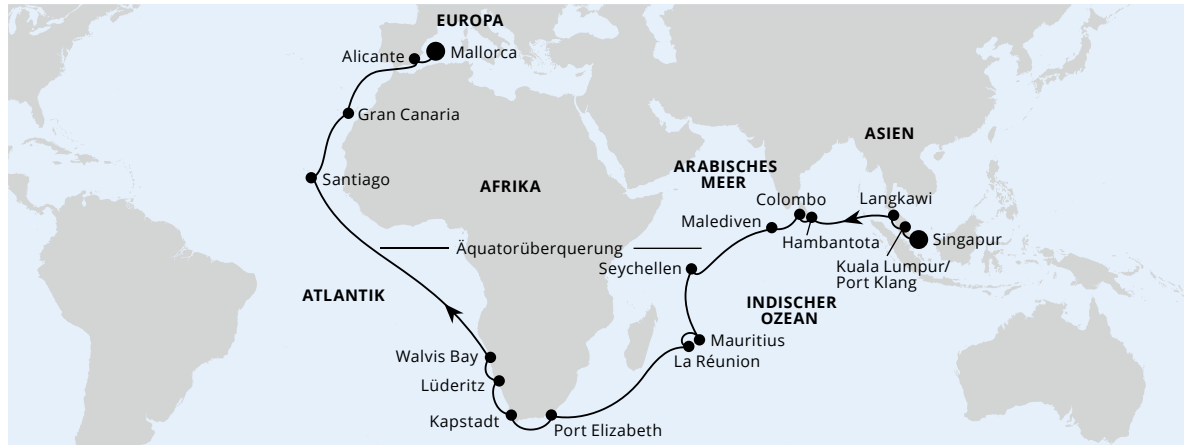 EUROPA
Alicante
Mallorca
Gran Canaria
ASIEN
ARABISCHES
MEER
Santiago
AFRIKA
Colombo
Langkawi
Malediven
Hambantota
Singapur
Äquatorüberquerung
Kuala Lumpur/
Port Klang
Seychellen
ATLANTIK
INDISCHER
OZEAN
Mauritius
La Réunion
Walvis Bay
Lüderitz
Kapstadt
Port Elizabeth